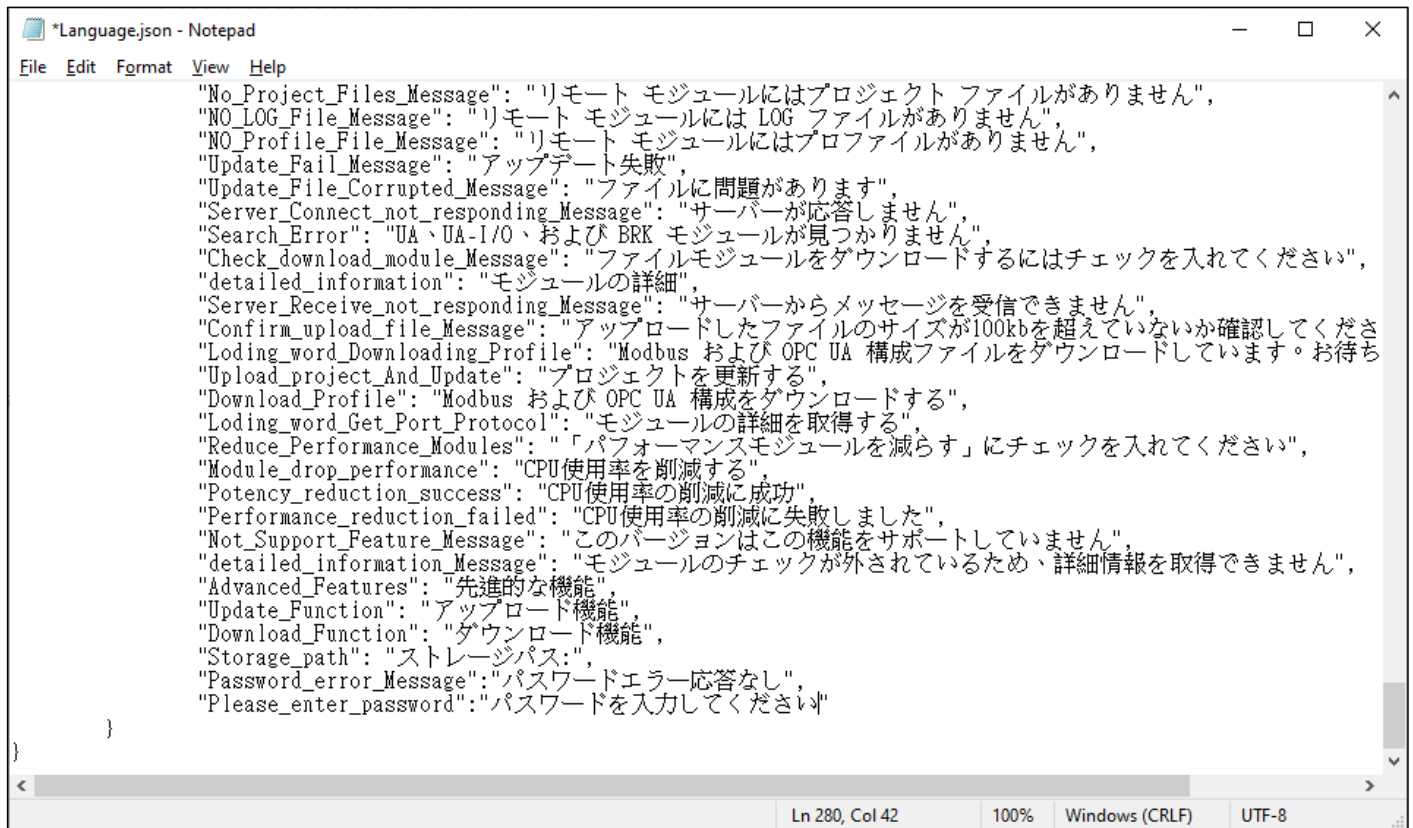 *Language.json - Notepad
File Edit Format View Help
"No_Project_Files_Message": "リモート モジュールにはプロジェクト ファイルがありません",
"NO_LOG_File_Message": "リモート モジュールには LOG ファイルがありません",
"NO_Profile_File_Message": "リモート モジュールにはプロファイルがありません",
"Update_Fail_Message": "アップデート失敗",
"Update_File_Corrupted_Message": "ファイルに問題があります",
"Server_Connect_not_responding_Message": "サーバーが応答しません",
"Search_Error": "UA、UA-I/O、および BRK モジュールが見つかりません",
"Check_download_module_Message": "ファイルモジュールをダウンロードするにはチェックを入れてください",
"detailed_information": "モジュールの詳細",
"Server_Receive_not_responding_Message": "サーバーからメッセージを受信できません",
"Confirm_upload_file_Message": "アップロードしたファイルのサイズが100kbを超えていないか確認してくださ
"Loding_word_Downloading_Profile": "Modbus および OPC UA 構成ファイルをダウンロードしています。お待ち
"Upload_project_And_Update": "プロジェクトを更新する",
"Download_Profile": "Modbus および OPC UA 構成をダウンロードする",
"Loding_word_Get_Port_Protocol": "モジュールの詳細を取得する",
"Reduce_Performance_Modules": "「パフォーマンスモジュールを減らす」にチェックを入れてください",
"Module_drop_performance": "CPU使用率を削減する",
"Potency_reduction_success": "CPU使用率の削減に成功",
"Performance_reduction_failed": "CPU使用率の削減に失敗しました",
"Not_Support_Feature_Message": "このバージョンはこの機能をサポートしていません",
"detailed_information_Message": "モジュールのチェックが外されているため、詳細情報を取得できません",
"Advanced_Features": "先進的な機能",
"Update_Function": "アップロード機能",
"Download_Function": "ダウンロード機能",
"Storage_path": "ストレージパス:",
"Password_error_Message":"パスワードエラー応答なし",
"Please_enter_password":"パスワードを入力してください"
}
}
Ln 280, Col 42 100% Windows (CRLF) UTF-8